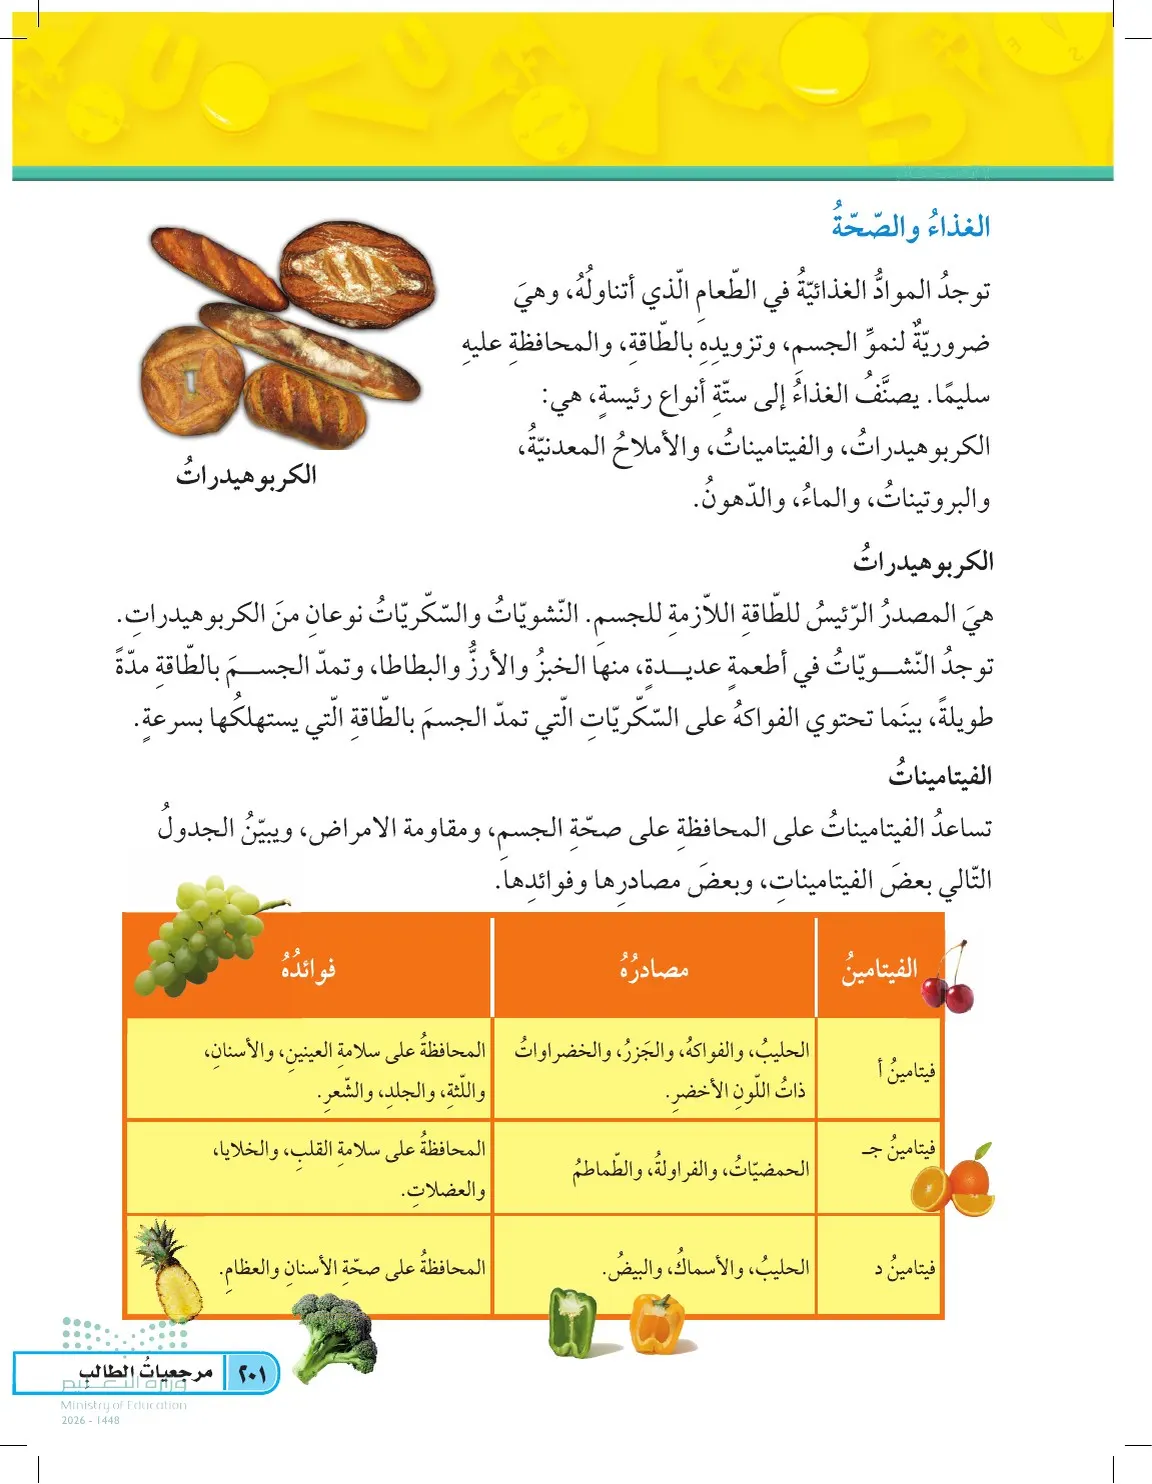 الغذاءُ والصّحّةُ
توجدُ الموادُّ الغذائيّةُ في الطّعامِ الّذي أتناولُهُ، وهيَ
ضروريّةٌ لنموِّ الجسمِ، وتزويدِهِ بالطّاقةِ، والمحافظةِ عليهِ
سليمًا. يصنَّفُ الغذاءُ إلى ستّةِ أنواع رئيسةٍ، هي:
الكربوهيدراتُ، والفيتاميناتُ، والأملاحُ المعدنيّةُ،
والبروتيناتُ، والماءُ، والدّهونُ.
الكربوهيدراتُ
الكربوهيدراتُ
هيَ المصدرُ الرّئيسُ للطّاقةِ اللاّزمةِ للجسمِ. النّشويّاتُ والسّكّريّاتُ نوعانِ منَ الكربوهيدراتِ.
توجدُ النّشويّاتُ في أطعمةٍ عديدةٍ، منها الخبزُ والأرزُّ والبطاطا، وتمدّ الجسمَ بالطّاقةِ مدّةً
طويلةً، بينَما تحتوي الفواكهُ على السّكّريّاتِ الّتي تمدّ الجسمَ بالطّاقةِ الّتي يستهلكُها بسرعةٍ.
الفيتاميناتُ
تساعدُ الفيتاميناتُ على المحافظةِ على صحّةِ الجسمِ، ومقاومة الامراض، ويبيّنُ الجدولُ
التّالي بعضَ الفيتاميناتِ، وبعضَ مصادرِها وفوائدِها.
الفيتامينُ مصادرُهُ فوائدُهُ
فيتامينُ أ
الحليبُ، والفواكهُ، والجَزرُ، والخضراواتُ
ذاتُ اللّونِ الأخضرِ.
المحافظةُ على سلامةِ العينينِ، والأسنانِ،
واللّثةِ، والجلدِ، والشّعرِ.
فيتامينُ جـ
الحمضيّاتُ، والفراولةُ، والطّماطمُ
المحافظةُ على سلامةِ القلبِ، والخلايا،
والعضلاتِ.
فيتامينُ د
الحليبُ، والأسماكُ، والبيضُ.
المحافظةُ على صحّةِ الأسنانِ والعظامِ.
٢٠١ مرجعياتُ الطالبِ
وزارة التعليم
Ministry of Education
2026 - 1448